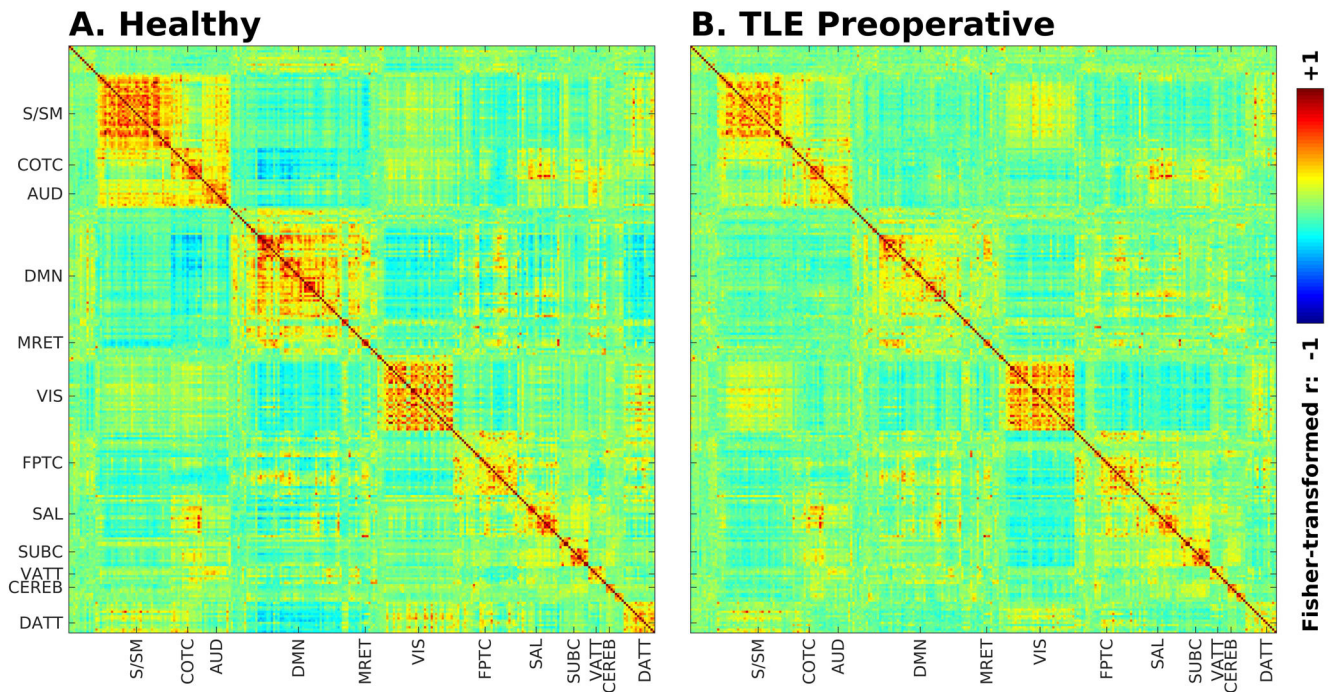 A. Healthy
B. TLE Preoperative
S/SM
COTC
AUD
DMN
MRET
VIS
FPTC
SAL
SUBC
VATT
CEREB
DATT
S/SM
COTC
AUD
DMN
MRET
VIS
FPTC
SAL
SUBC
VATT
CEREB
DATT
S/SM
COTC
AUD
DMN
MRET
VIS
FPTC
SAL
SUBC
VATT
CEREB
DATT
Fisher-transformed r: -1 +1